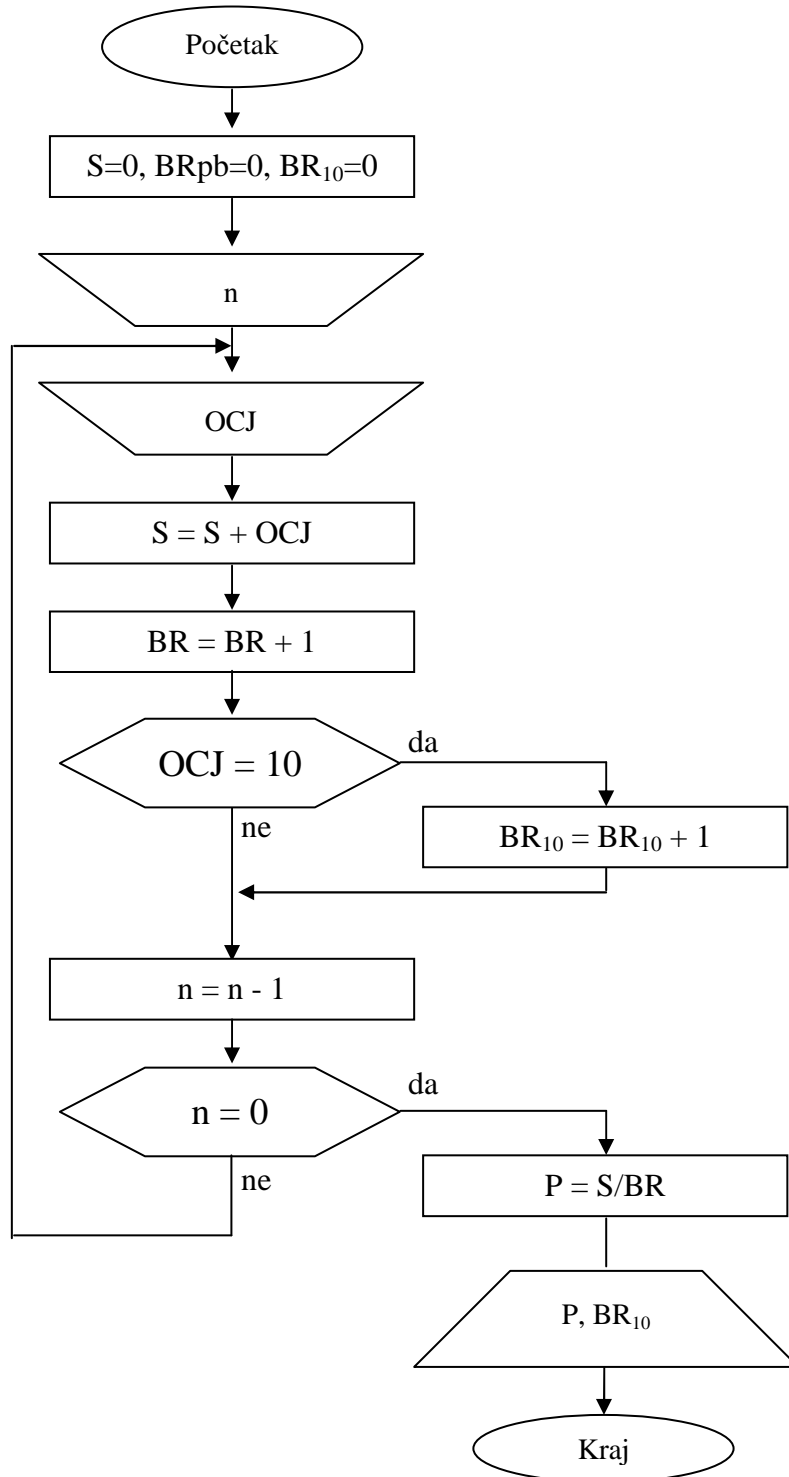 Početak
S=0, BRpb=0, BR₁₀=0
n
OCJ
S = S + OCJ
BR = BR + 1
OCJ = 10
da
ne
BR₁₀ = BR₁₀ + 1
n = n - 1
n = 0
da
ne
P = S/BR
P, BR₁₀
Kraj